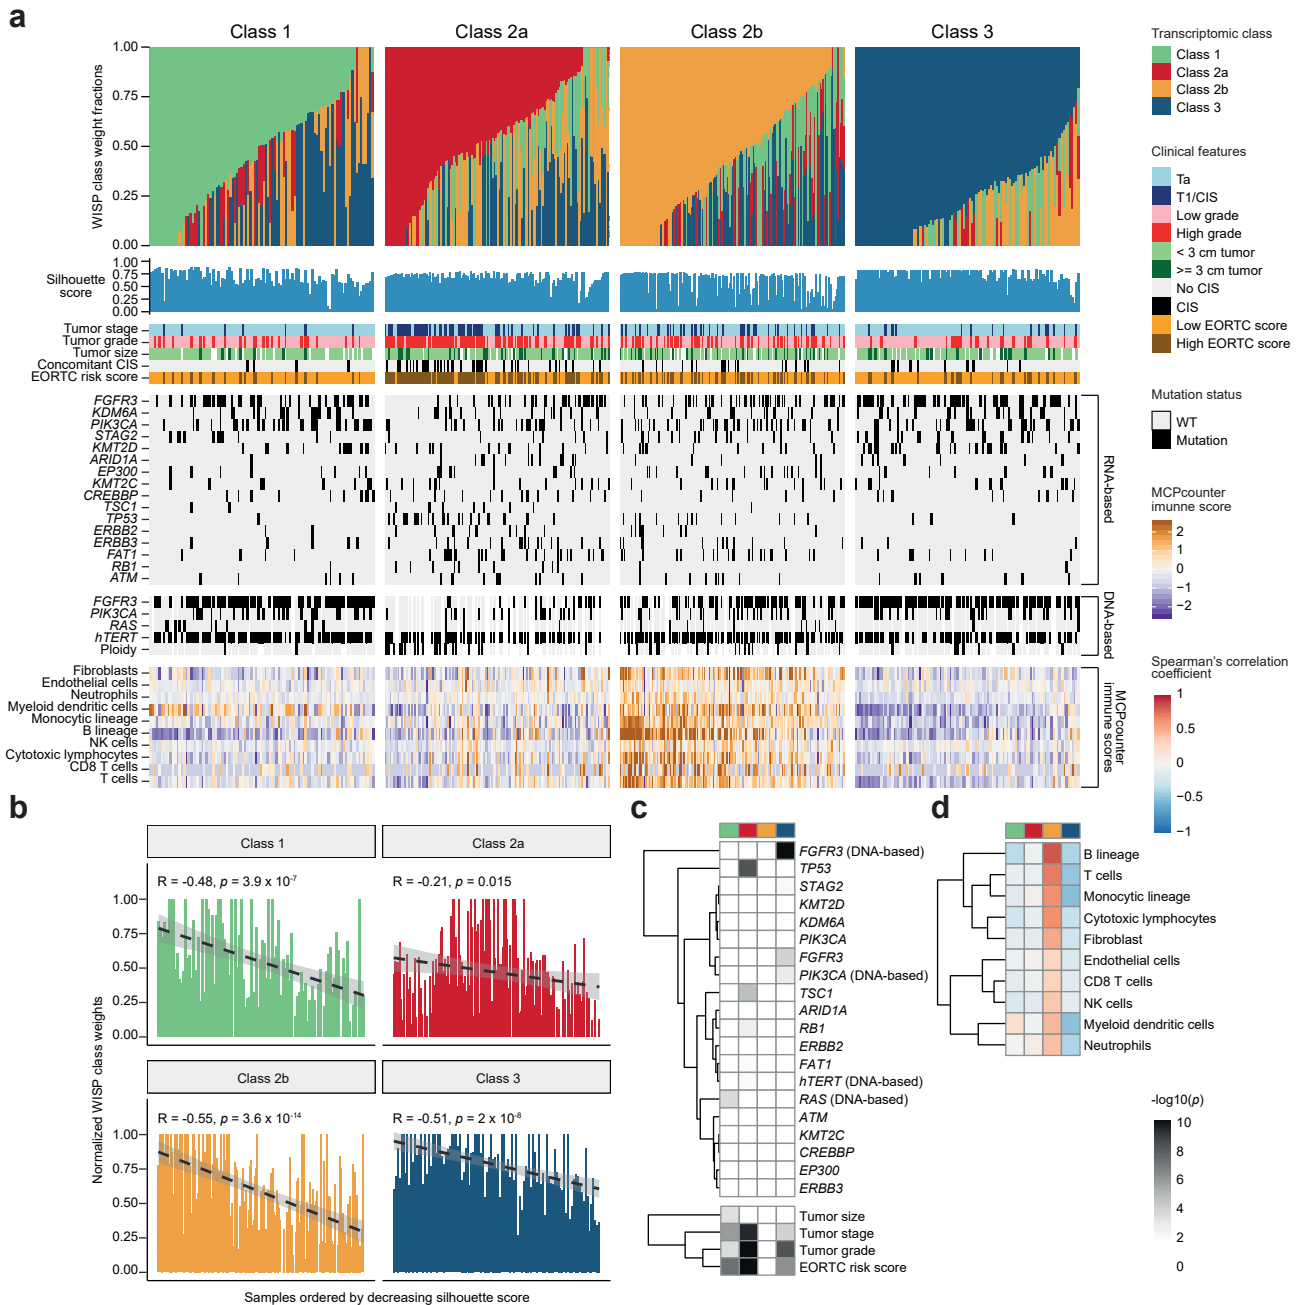 a
Class 1
Class 2a
Class 2b
Class 3
WISP class weight fractions
1.00
0.75
0.50
0.25
0.00
Silhouette
score
1.00
0.75
0.50
0.25
0.00
Tumor stage
Tumor grade
Tumor size
Concomitant CIS
EORTC risk score
FGFR3
KDM6A
PIK3CA
STAG2
KMT2D
ARID1A
EP300
KMT2C
CREBBP
TSC1
TP53
ERBB2
ERBB3
FAT1
RB1
ATM
RNA-based
FGFR3
PIK3CA
RAS
hTERT
Ploidy
DNA-based
Fibroblasts
Endothelial cells
Neutrophils
Myeloid dendritic cells
Monocytic lineage
B lineage
NK cells
Cytotoxic lymphocytes
CD8 T cells
T cells
MCPcounter
immune scores
Transcriptomic class
Class 1
Class 2a
Class 2b
Class 3
Clinical features
Ta
T1/CIS
Low grade
High grade
< 3 cm tumor
>= 3 cm tumor
No CIS
CIS
Low EORTC score
High EORTC score
Mutation status
WT
Mutation
MCPcounter
imunne score
2
1
0
−1
−2
Spearman's correlation
coefficient
1
0.5
0
−0.5
−1
b
Class 1
Class 2a
R = -0.48, p = 3.9 x 10-7
R = -0.21, p = 0.015
1.00
0.75
0.50
0.25
0.00
Class 2b
Class 3
R = -0.55, p = 3.6 x 10-14
R = -0.51, p = 2 x 10-8
1.00
0.75
0.50
0.25
0.00
Normalized WISP class weights
Samples ordered by decreasing silhouette score
c
FGFR3 (DNA-based)
TP53
STAG2
KMT2D
KDM6A
PIK3CA
FGFR3
PIK3CA (DNA-based)
TSC1
ARID1A
RB1
ERBB2
FAT1
hTERT (DNA-based)
RAS (DNA-based)
ATM
KMT2C
CREBBP
EP300
ERBB3
Tumor size
Tumor stage
Tumor grade
EORTC risk score
d
B lineage
T cells
Monocytic lineage
Cytotoxic lymphocytes
Fibroblast
Endothelial cells
CD8 T cells
NK cells
Myeloid dendritic cells
Neutrophils
-log10(p)
10
8
6
4
2
0